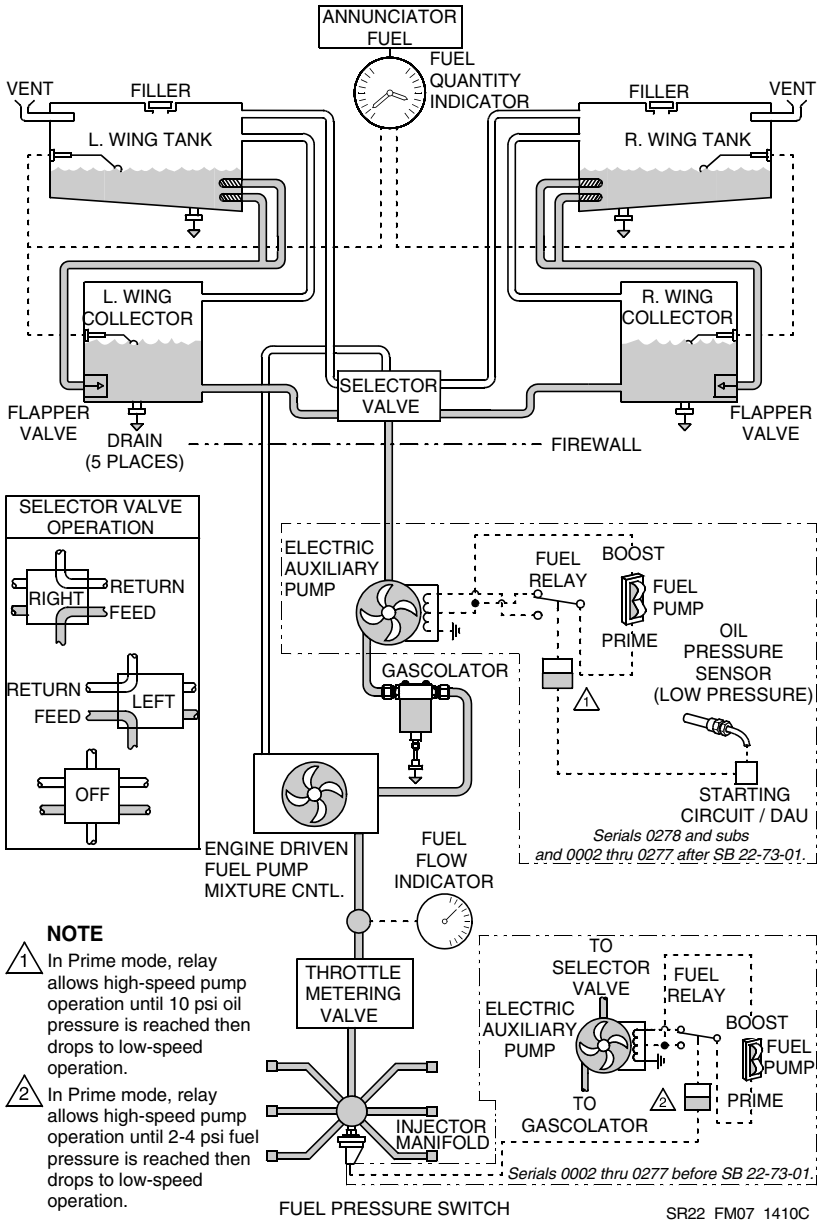 ANNUNCIATOR
FUEL
FUEL
QUANTITY
INDICATOR
VENT
FILLER
L. WING TANK
FILLER
VENT
R. WING TANK
L. WING
COLLECTOR
R. WING
COLLECTOR
SELECTOR
VALVE
FLAPPER
VALVE
DRAIN
(5 PLACES)
FIREWALL
FLAPPER
VALVE
SELECTOR VALVE
OPERATION
RIGHT
RETURN
FEED
RETURN
FEED
LEFT
OFF
ELECTRIC
AUXILIARY
PUMP
FUEL
RELAY
BOOST
FUEL
PUMP
PRIME
OIL
PRESSURE
SENSOR
(LOW PRESSURE)
1
GASCOLATOR
STARTING
CIRCUIT / DAU
Serials 0278 and subs
and 0002 thru 0277 after SB 22-73-01.
ENGINE DRIVEN
FUEL PUMP
MIXTURE CNTL.
FUEL
FLOW
INDICATOR
THROTTLE
METERING
VALVE
INJECTOR
MANIFOLD
FUEL PRESSURE SWITCH
TO
SELECTOR
VALVE
ELECTRIC
AUXILIARY
PUMP
FUEL
RELAY
BOOST
FUEL
PUMP
PRIME
2
TO
GASCOLATOR
Serials 0002 thru 0277 before SB 22-73-01.
NOTE
1 In Prime mode, relay
allows high-speed pump
operation until 10 psi oil
pressure is reached then
drops to low-speed
operation.
2 In Prime mode, relay
allows high-speed pump
operation until 2-4 psi fuel
pressure is reached then
drops to low-speed
operation.
SR22_FM07_1410C